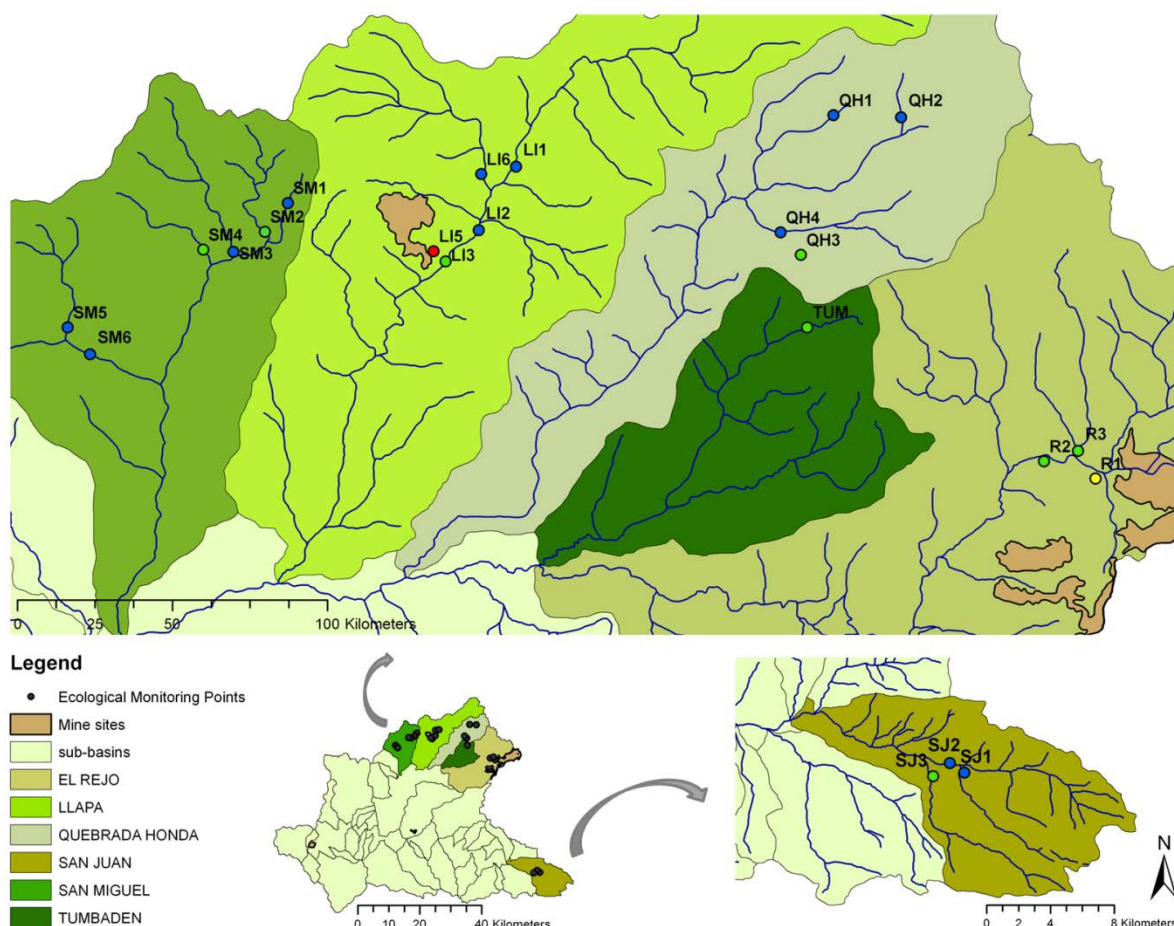 QH1
QH2
LI6
LI1
SM1
LI2
SM2
QH4
SM4
SM3
LI5
LI3
QH3
SM5
TUM
SM6
R3
R2
R1
0 25 50 100 Kilometers
Legend
Ecological Monitoring Points
Mine sites
sub-basins
EL REJO
LLAPA
QUEBRADA HONDA
SAN JUAN
SAN MIGUEL
TUMBADEN
0 10 20 40 Kilometers
SJ2
SJ1
SJ3
N
0 2 4 8 Kilometers